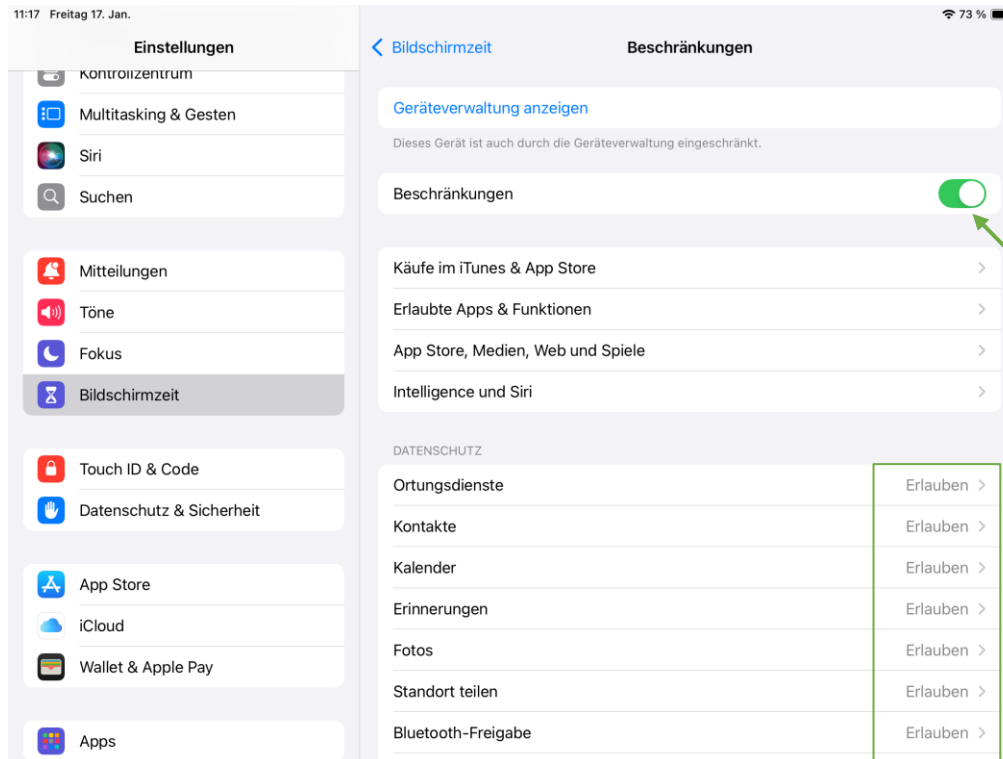 11:17 Freitag 17. Jan.
73 %
Einstellungen
Kontrollzentrum
Multitasking & Gesten
Siri
Suchen
Mitteilungen
Töne
Fokus
Bildschirmzeit
Touch ID & Code
Datenschutz & Sicherheit
App Store
iCloud
Wallet & Apple Pay
Apps
Bildschirmzeit
Beschränkungen
Geräteverwaltung anzeigen
Dieses Gerät ist auch durch die Geräteverwaltung eingeschränkt.
Beschränkungen
Käufe im iTunes & App Store
Erlaubte Apps & Funktionen
App Store, Medien, Web und Spiele
Intelligence und Siri
DATENSCHUTZ
Ortungsdienste Erlauben
Kontakte Erlauben
Kalender Erlauben
Erinnerungen Erlauben
Fotos Erlauben
Standort teilen Erlauben
Bluetooth-Freigabe Erlauben